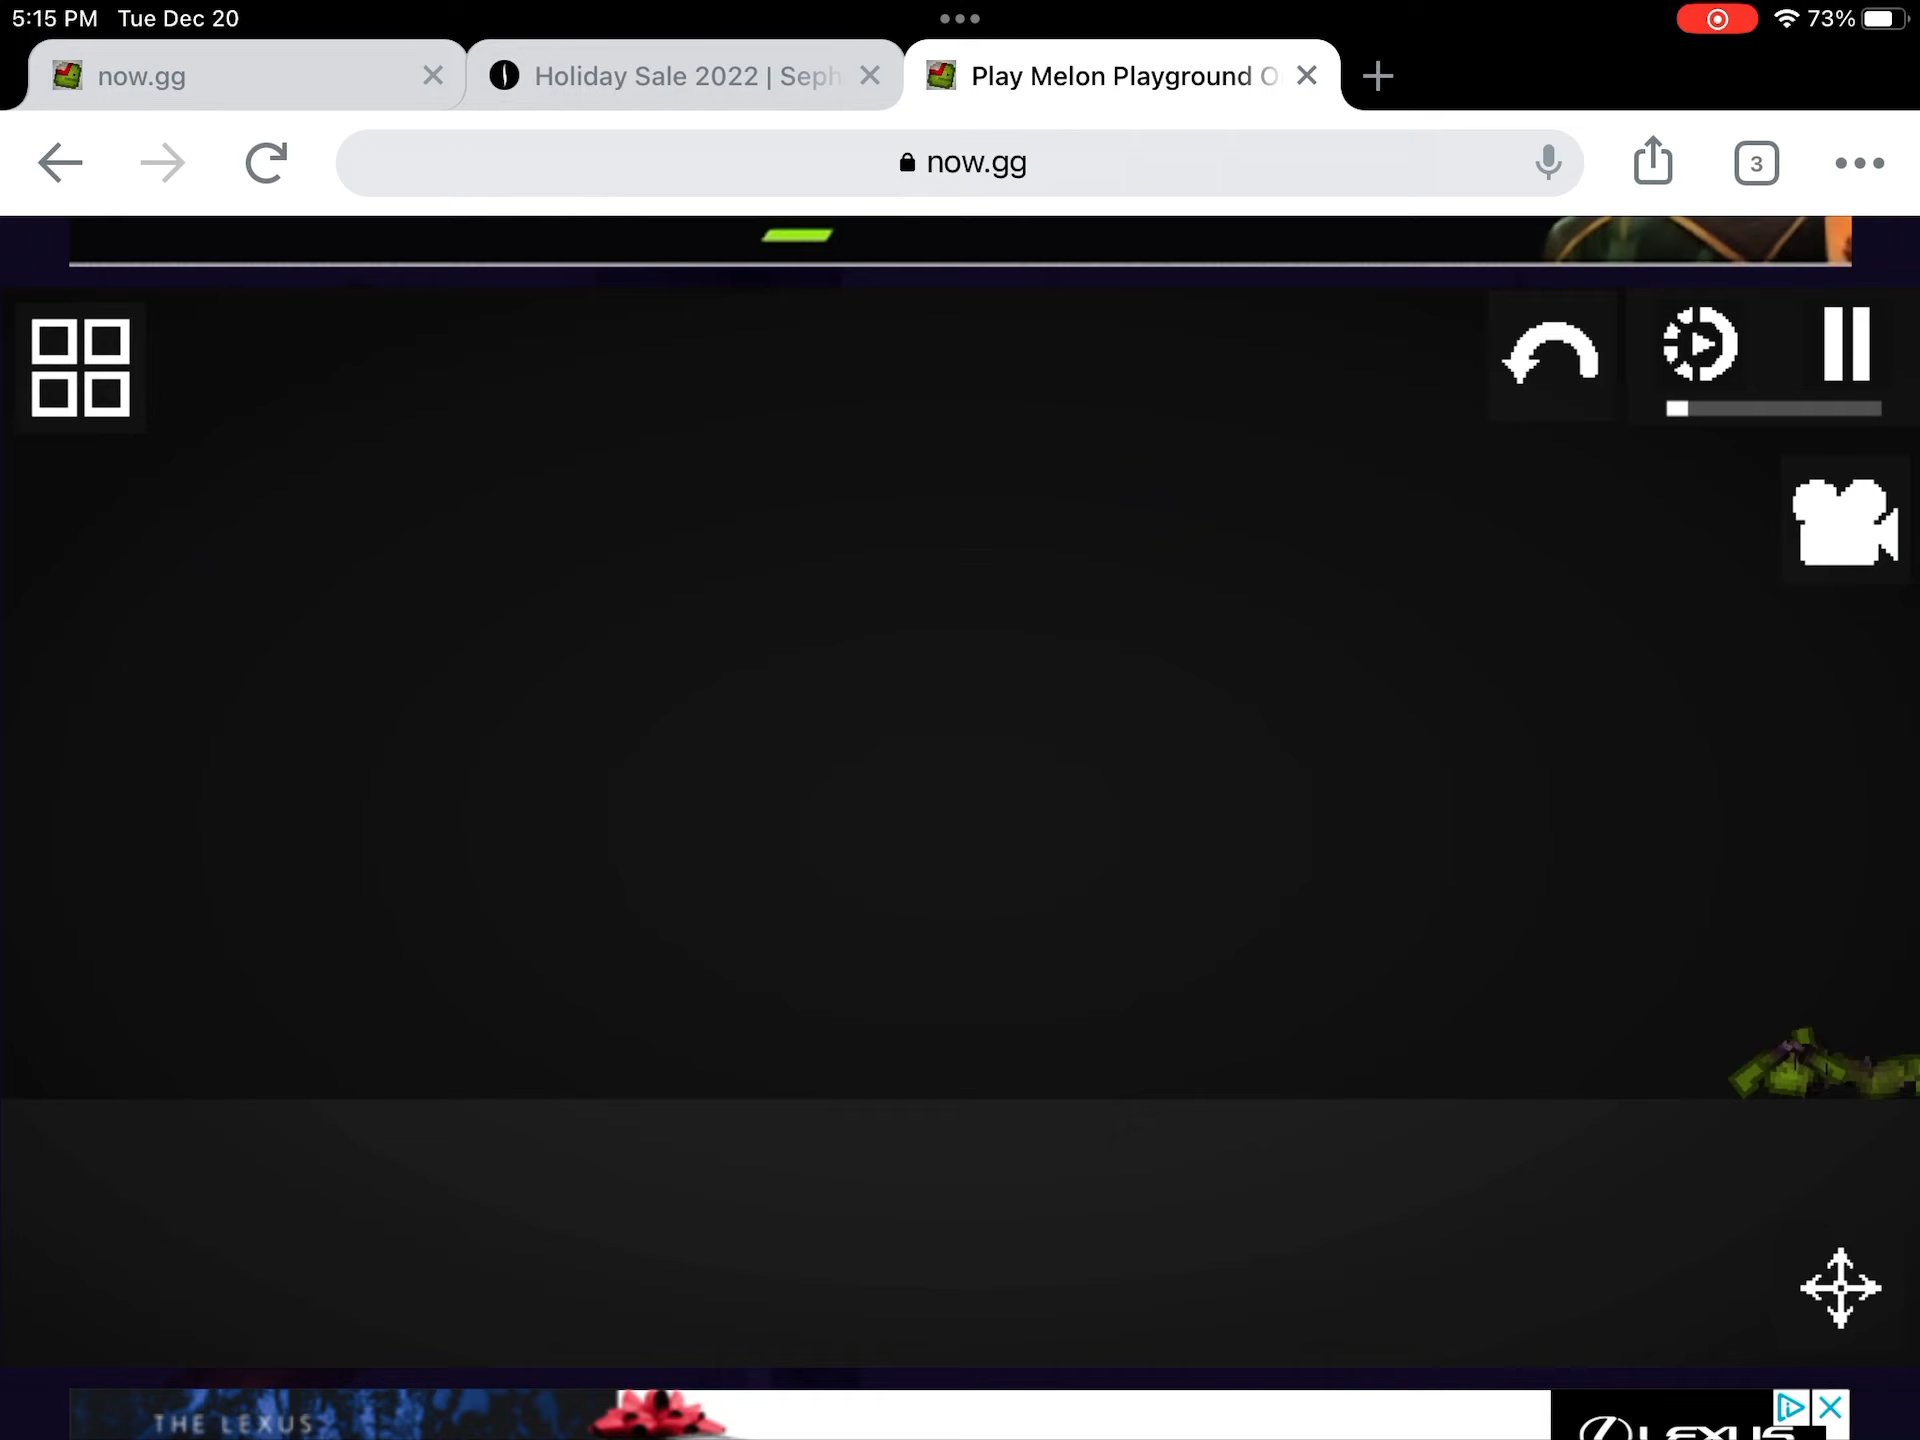 5:15 PM Tue Dec 20
73%
now.gg
Holiday Sale 2022 | Seph
Play Melon Playground O
now.gg
3
THE LEXUS
LEXUS